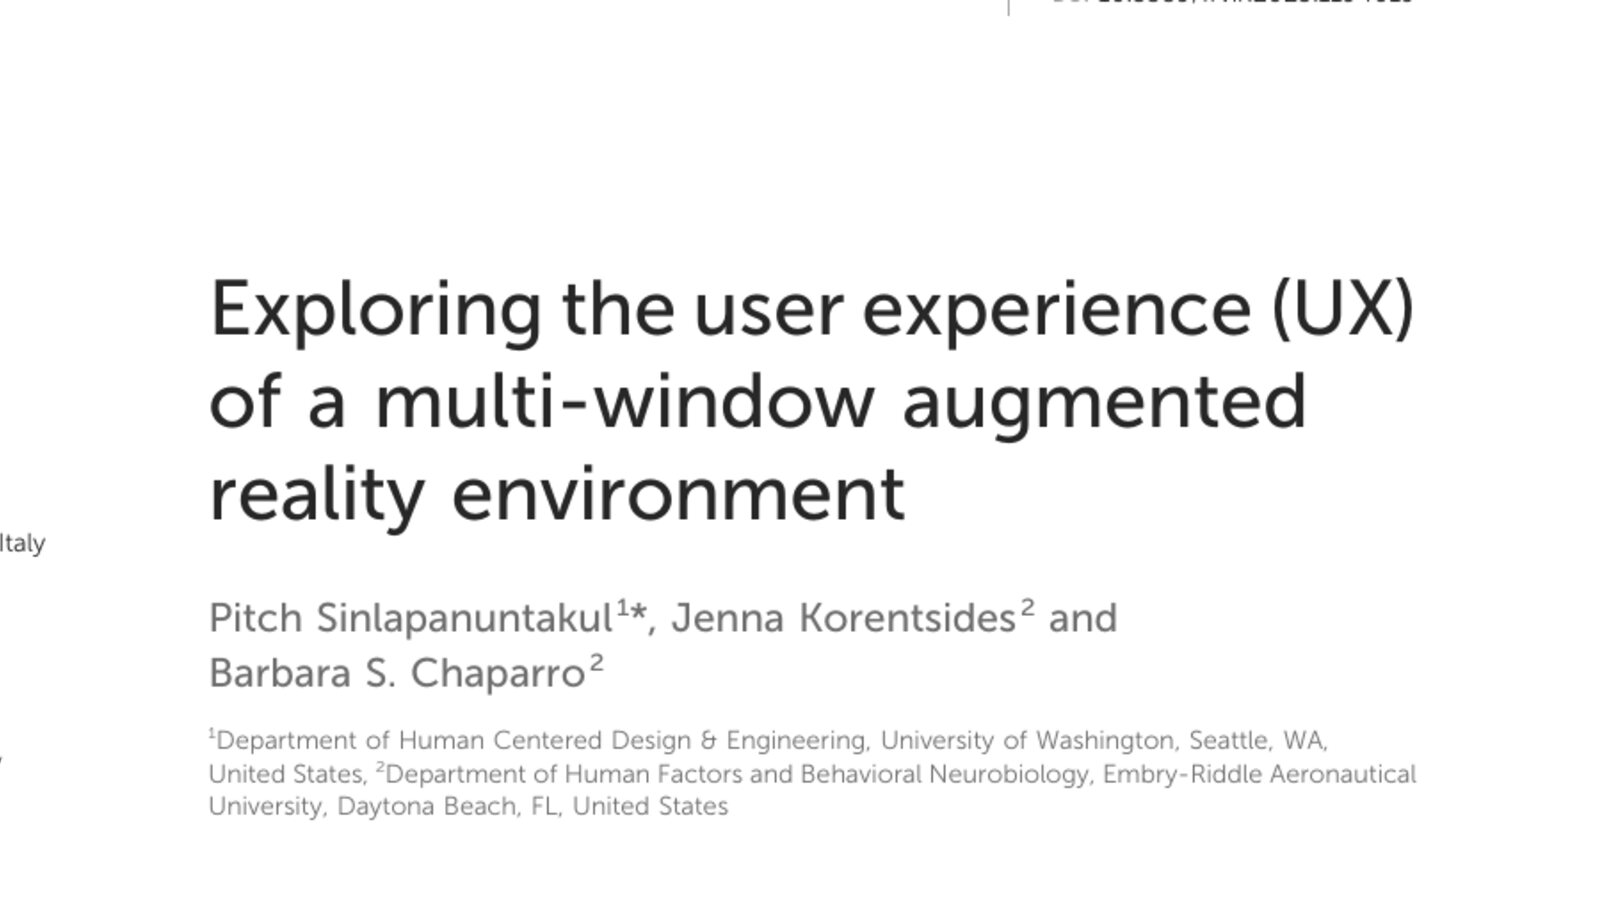 Exploring the user experience (UX)
of a multi-window augmented
reality environment
Italy
Pitch Sinlapanuntakul¹*, Jenna Korentsides² and
Barbara S. Chaparro²
¹Department of Human Centered Design & Engineering, University of Washington, Seattle, WA,
United States, ²Department of Human Factors and Behavioral Neurobiology, Embry-Riddle Aeronautical
University, Daytona Beach, FL, United States